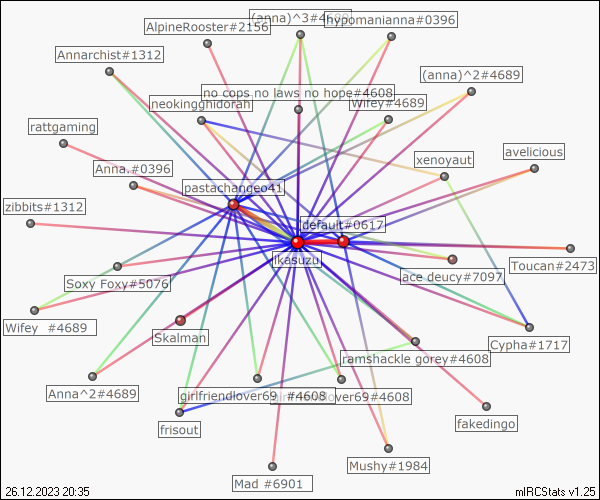 (anna)^3#4689
hypomanianna#0396
AlpineRooster#2156
Annarchist#1312
(anna)^2#4689
no cops no laws no hope#4608
neokingghidorah
Wifey#4689
rattgaming
avelicious
xenoyaut
Anna.#0396
pastachangeo41
zibbits#1312
default#0617
ikasuzu
Toucan#2473
ace deucy#7097
Soxy Foxy#5076
Wifey #4689
Skalman
Cypha#1717
ramshackle gorey#4608
Anna^2#4689
girlfriendlover69 #4608
girlfriendlover69#4608
fakedingo
frisout
Mushy#1984
Mad #6901
26.12.2023 20:35
mIRCStats v1.25